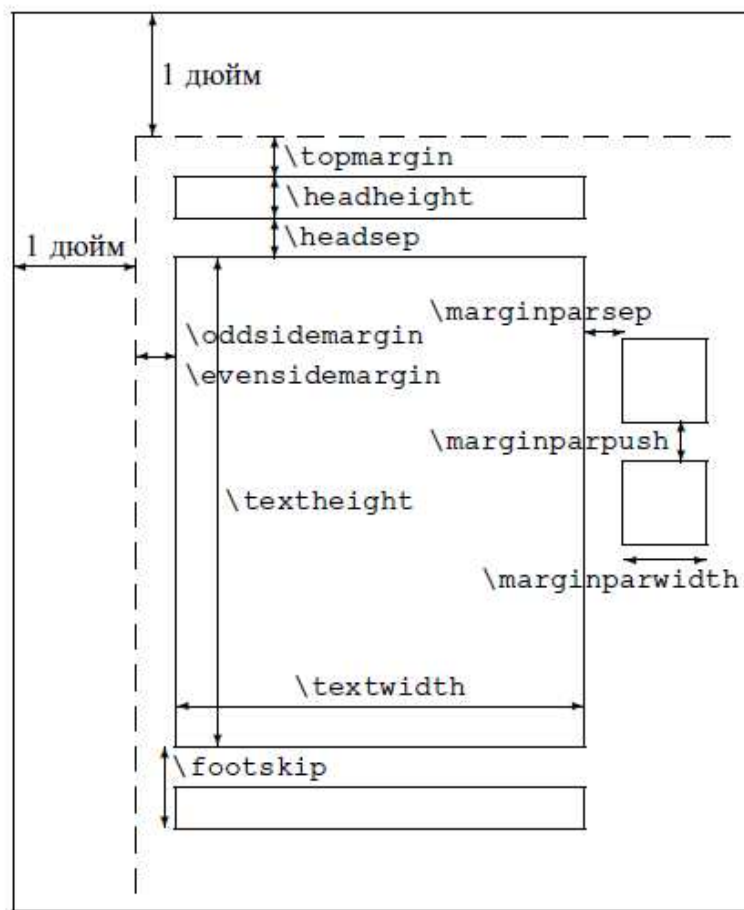 1 дюйм
\topmargin
\headheight
\headsep
1 дюйм
\marginparsep
\oddsidemargin
\evensidemargin
\marginparpush
\textheight
\marginparwidth
\textwidth
\footskip